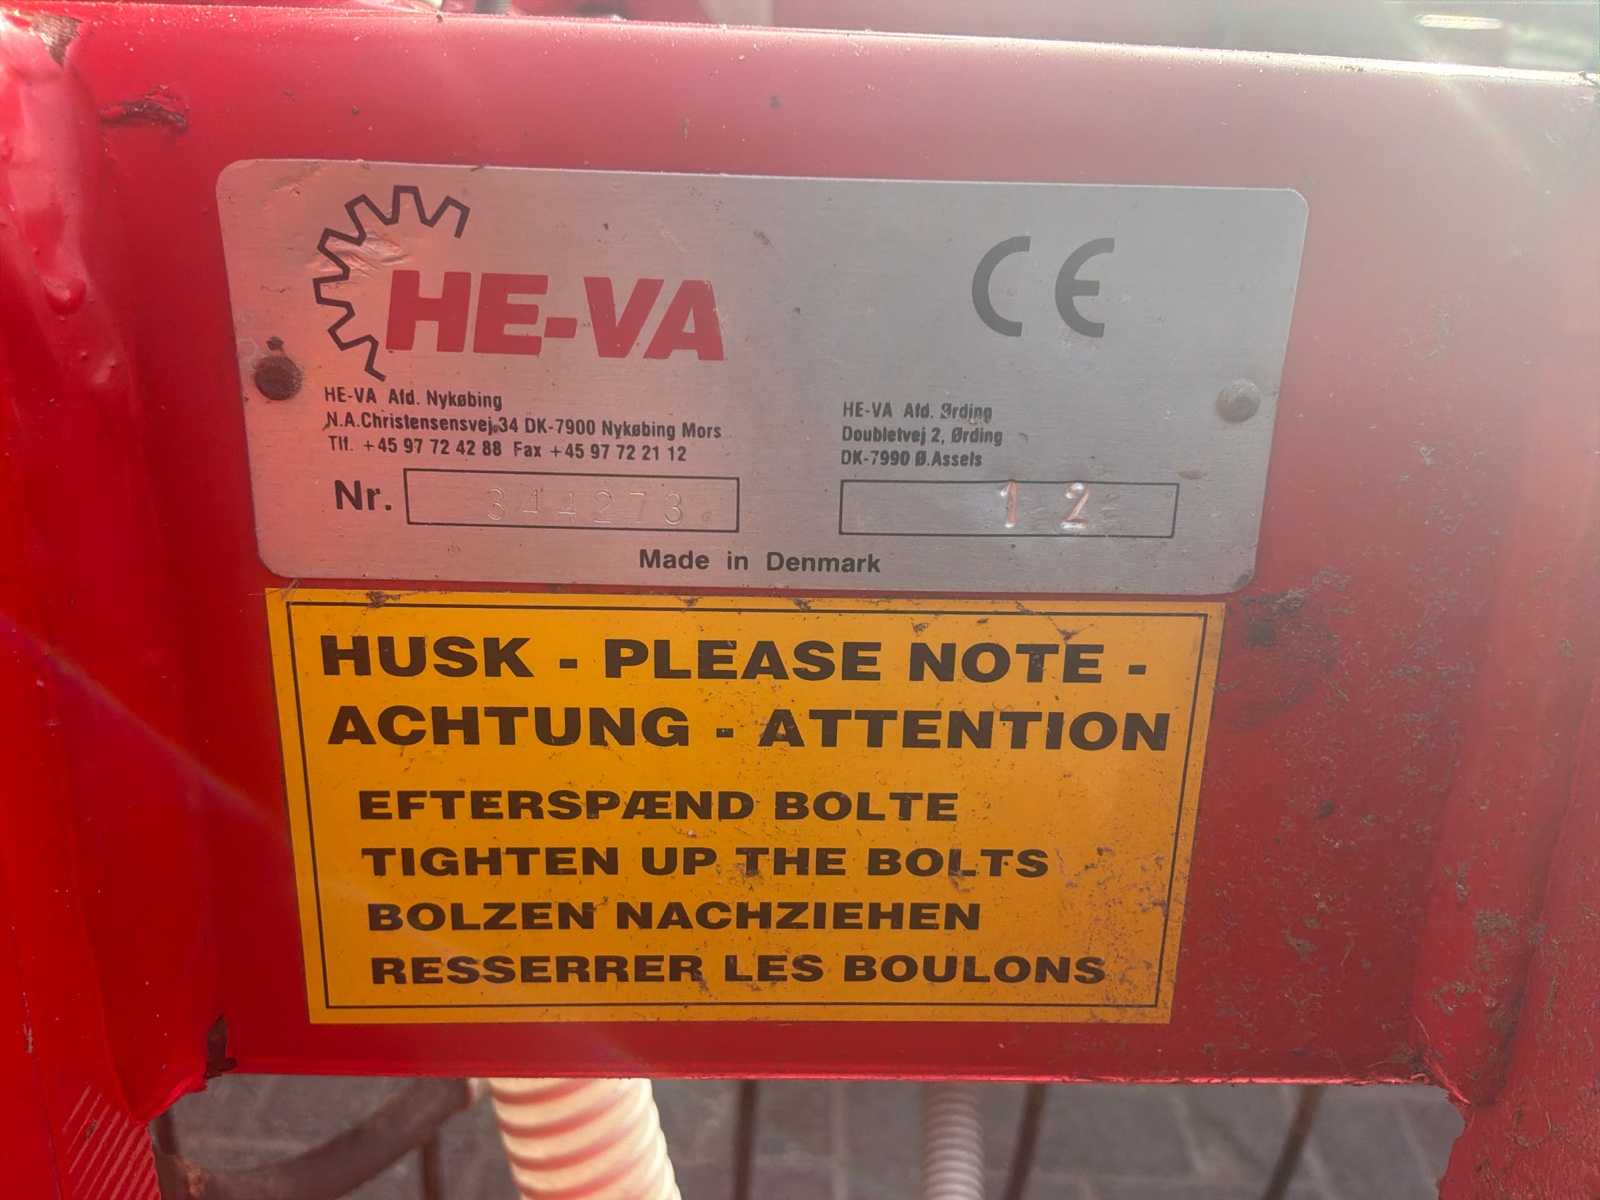 HE-VA
CE
HE-VA Afd. Nykøbing
N.A.Christensensvej.34 DK-7900 Nykøbing Mors
Tlf. +45 97 72 42 88 Fax +45 97 72 21 12
HE-VA Afd. Ørding
Doubletvej 2, Ørding
DK-7990 Ø.Assels
Nr. 344273
12
Made in Denmark
HUSK - PLEASE NOTE -
ACHTUNG - ATTENTION
EFTERSPÆND BOLTE
TIGHTEN UP THE BOLTS
BOLZEN NACHZIEHEN
RESSERRER LES BOULONS